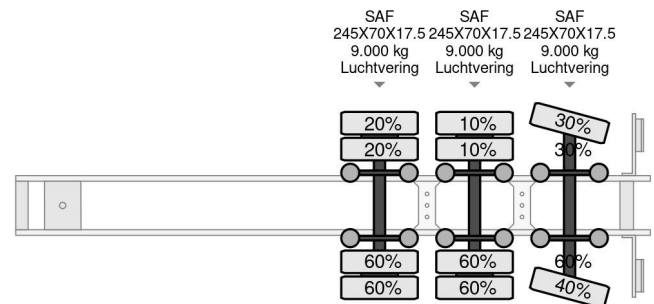 SAF SAF SAF
245X70X17.5 245X70X17.5 245X70X17.5
9.000 kg 9.000 kg 9.000 kg
Luchtvering Luchtvering Luchtvering
20% 10% 30%
20% 10% 30%
60% 60% 60%
60% 60% 40%